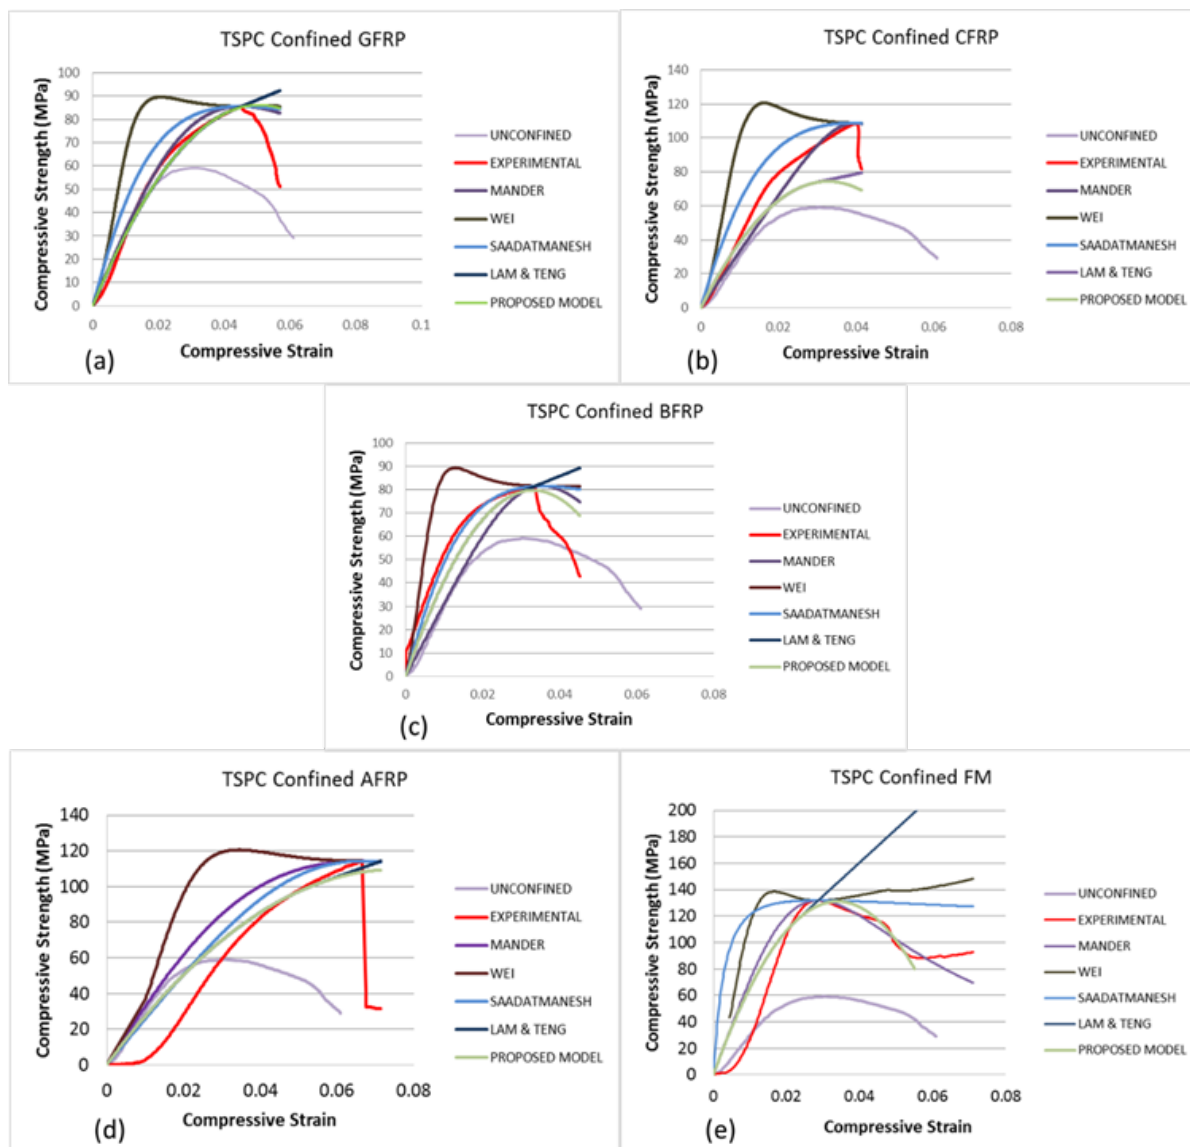 TSPC Confined GFRP
Compressive Strength (MPa)
100
90
80
70
60
50
40
30
20
10
0
0 0.02 0.04 0.06 0.08 0.1
Compressive Strain
(a)
UNCONFINED
EXPERIMENTAL
MANDER
WEI
SAADATMANESH
LAM & TENG
PROPOSED MODEL
TSPC Confined CFRP
Compressive Strength (MPa)
140
120
100
80
60
40
20
0
0 0.02 0.04 0.06 0.08
Compressive Strain
(b)
UNCONFINED
EXPERIMENTAL
MANDER
WEI
SAADATMANESH
LAM & TENG
PROPOSED MODEL
TSPC Confined BFRP
Compressive Strength (MPa)
100
90
80
70
60
50
40
30
20
10
0
0 0.02 0.04 0.06 0.08
Compressive Strain
(c)
UNCONFINED
EXPERIMENTAL
MANDER
WEI
SAADATMANESH
LAM & TENG
PROPOSED MODEL
TSPC Confined AFRP
Compressive Strength (MPa)
140
120
100
80
60
40
20
0
0 0.02 0.04 0.06 0.08
Compressive Strain
(d)
UNCONFINED
EXPERIMENTAL
MANDER
WEI
SAADATMANESH
LAM & TENG
PROPOSED MODEL
TSPC Confined FM
Compressive Strength (MPa)
200
180
160
140
120
100
80
60
40
20
0
0 0.02 0.04 0.06 0.08
Compressive Strain
(e)
UNCONFINED
EXPERIMENTAL
MANDER
WEI
SAADATMANESH
LAM & TENG
PROPOSED MODEL